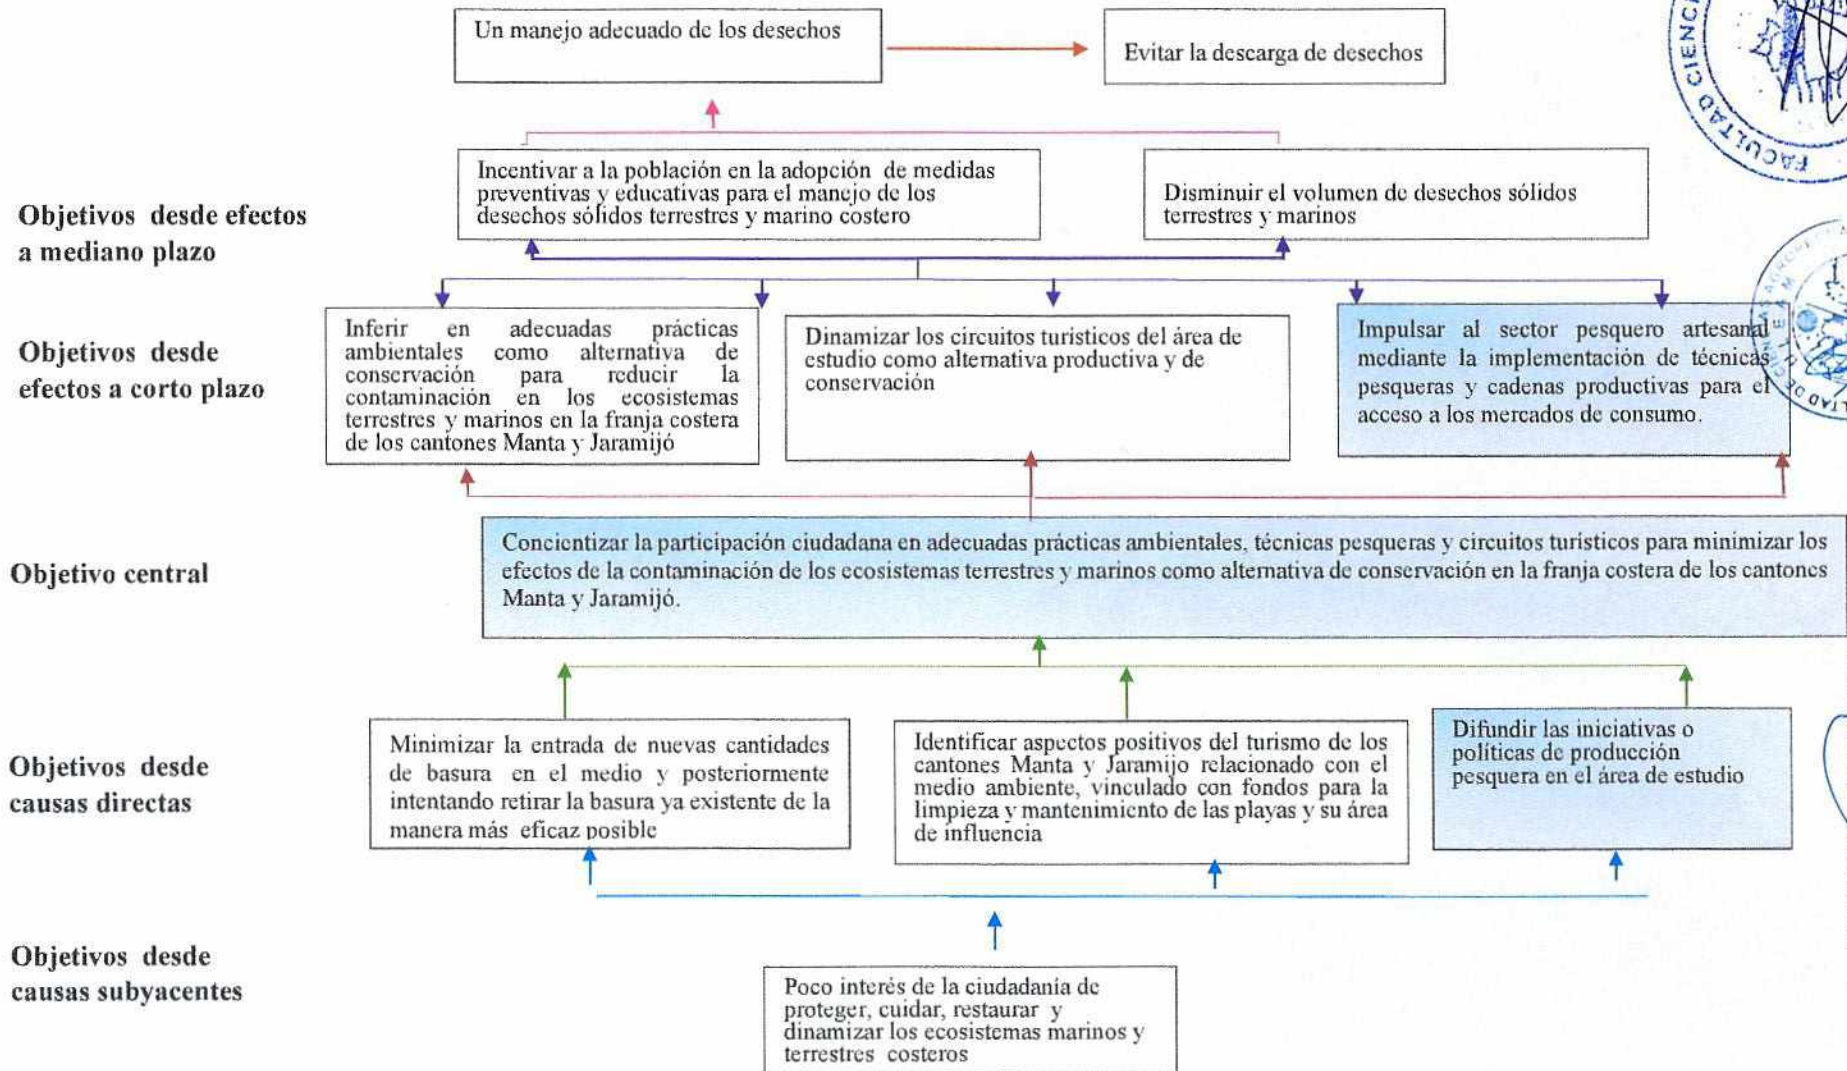 Un manejo adecuado de los desechos
Evitar la descarga de desechos
Objetivos desde efectos
a mediano plazo
Incentivar a la población en la adopción de medidas
preventivas y educativas para el manejo de los
desechos sólidos terrestres y marino costero
Disminuir el volumen de desechos sólidos
terrestres y marinos
Objetivos desde
efectos a corto plazo
Inferir en adecuadas prácticas
ambientales como alternativa de
conservación para reducir la
contaminación en los ecosistemas
terrestres y marinos en la franja costera
de los cantones Manta y Jaramijó
Dinamizar los circuitos turísticos del área de
estudio como alternativa productiva y de
conservación
Impulsar al sector pesquero artesanal
mediante la implementación de técnicas
pesqueras y cadenas productivas para el
acceso a los mercados de consumo.
Objetivo central
Concientizar la participación ciudadana en adecuadas prácticas ambientales, técnicas pesqueras y circuitos turísticos para minimizar los
efectos de la contaminación de los ecosistemas terrestres y marinos como alternativa de conservación en la franja costera de los cantones
Manta y Jaramijó.
Objetivos desde
causas directas
Minimizar la entrada de nuevas cantidades
de basura en el medio y posteriormente
intentando retirar la basura ya existente de la
manera más eficaz posible
Identificar aspectos positivos del turismo de los
cantones Manta y Jaramijo relacionado con el
medio ambiente, vinculado con fondos para la
limpieza y mantenimiento de las playas y su área
de influencia
Difundir las iniciativas o
políticas de producción
pesquera en el área de estudio
Objetivos desde
causas subyacentes
Poco interés de la ciudadanía de
proteger, cuidar, restaurar y
dinamizar los ecosistemas marinos y
terrestres costeros
FACULTAD CIENCI